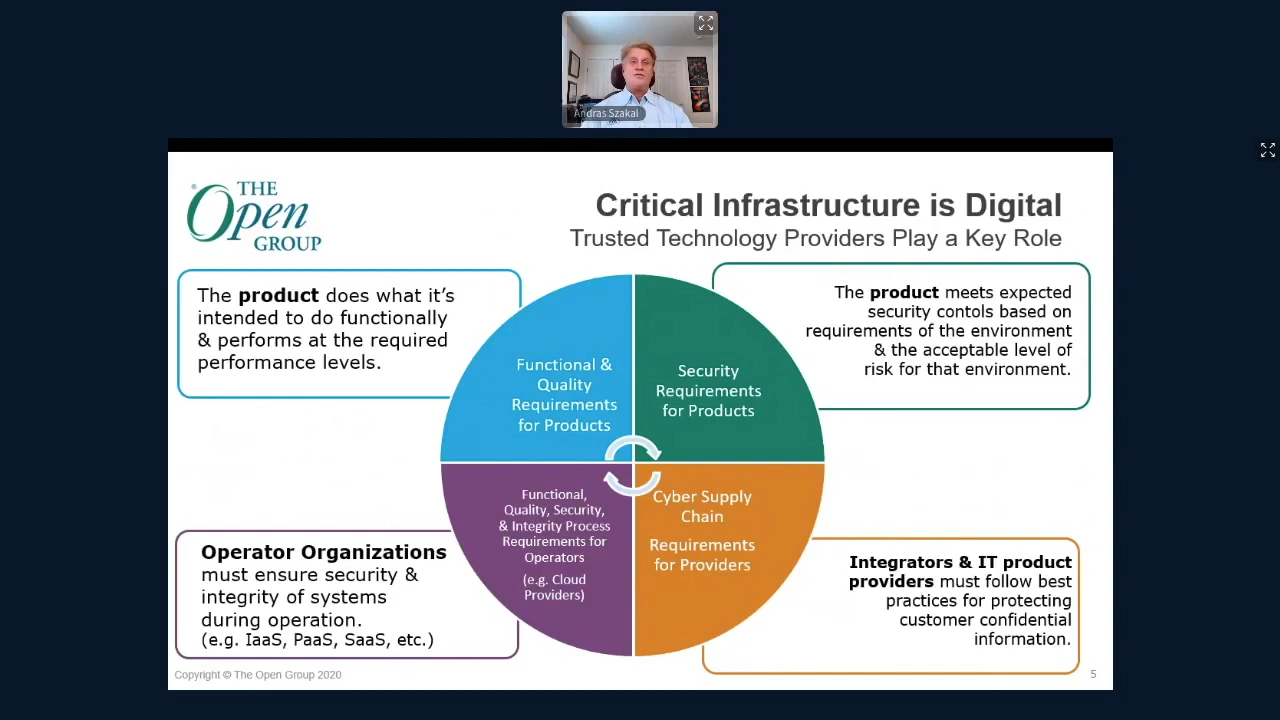 Andras Szakal
THE
Open
GROUP
Critical Infrastructure is Digital
Trusted Technology Providers Play a Key Role
The product does what it's
intended to do functionally
& performs at the required
performance levels.
The product meets expected
security contols based on
requirements of the environment
& the acceptable level of
risk for that environment.
Functional &
Quality
Requirements
for Products
Security
Requirements
for Products
Functional,
Quality, Security,
& Integrity Process
Requirements for
Operators
(e.g. Cloud
Providers)
Cyber Supply
Chain
Requirements
for Providers
Operator Organizations
must ensure security &
integrity of systems
during operation.
(e.g. IaaS, PaaS, SaaS, etc.)
Integrators & IT product
providers must follow best
practices for protecting
customer confidential
information.
Copyright © The Open Group 2020
5